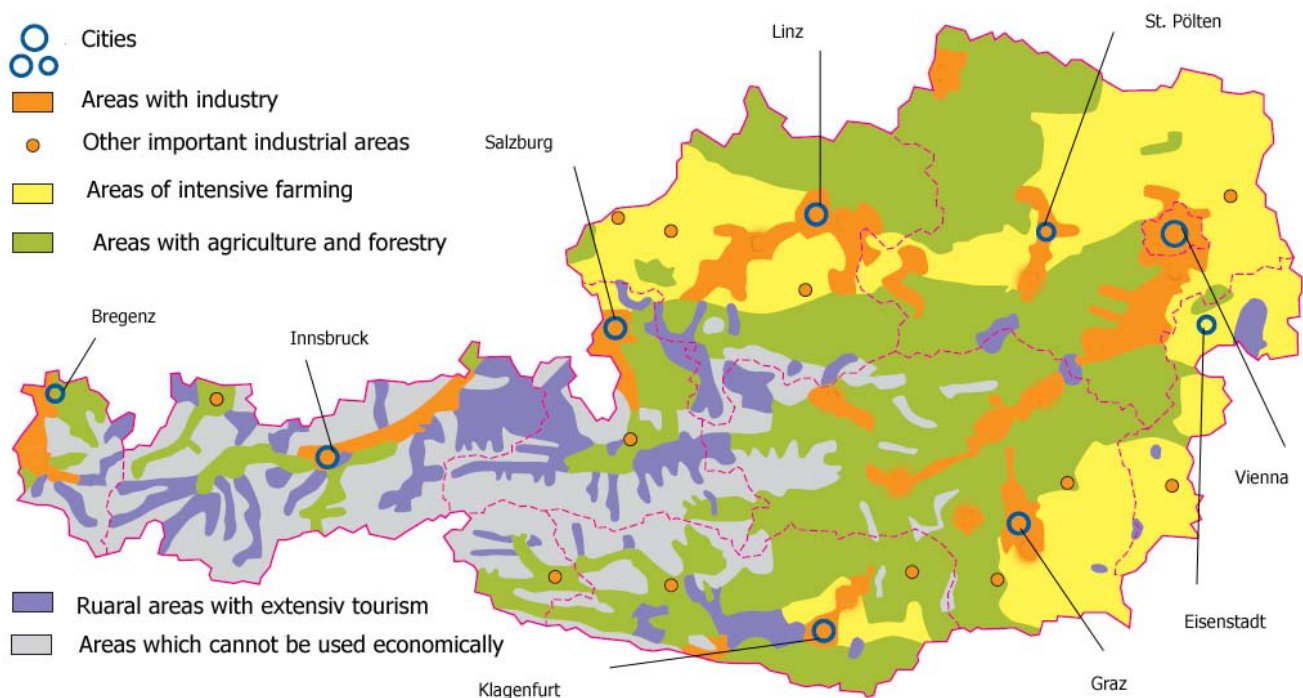 Cities
Areas with industry
Other important industrial areas
Areas of intensive farming
Areas with agriculture and forestry
Linz
St. Pölten
Salzburg
Bregenz
Innsbruck
Vienna
Eisenstadt
Graz
Klagenfurt
Ruaral areas with extensiv tourism
Areas which cannot be used economically